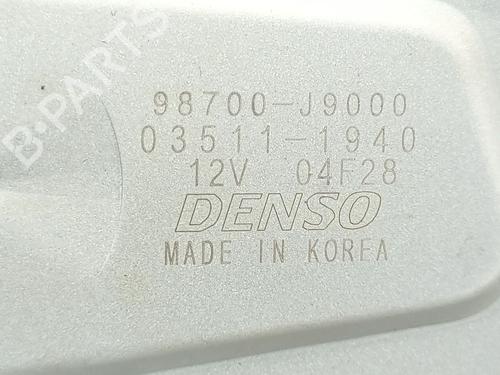 B-PARTS
98700-J9000
03511-1940
12V 04F28
DENSO
MADE IN KOREA